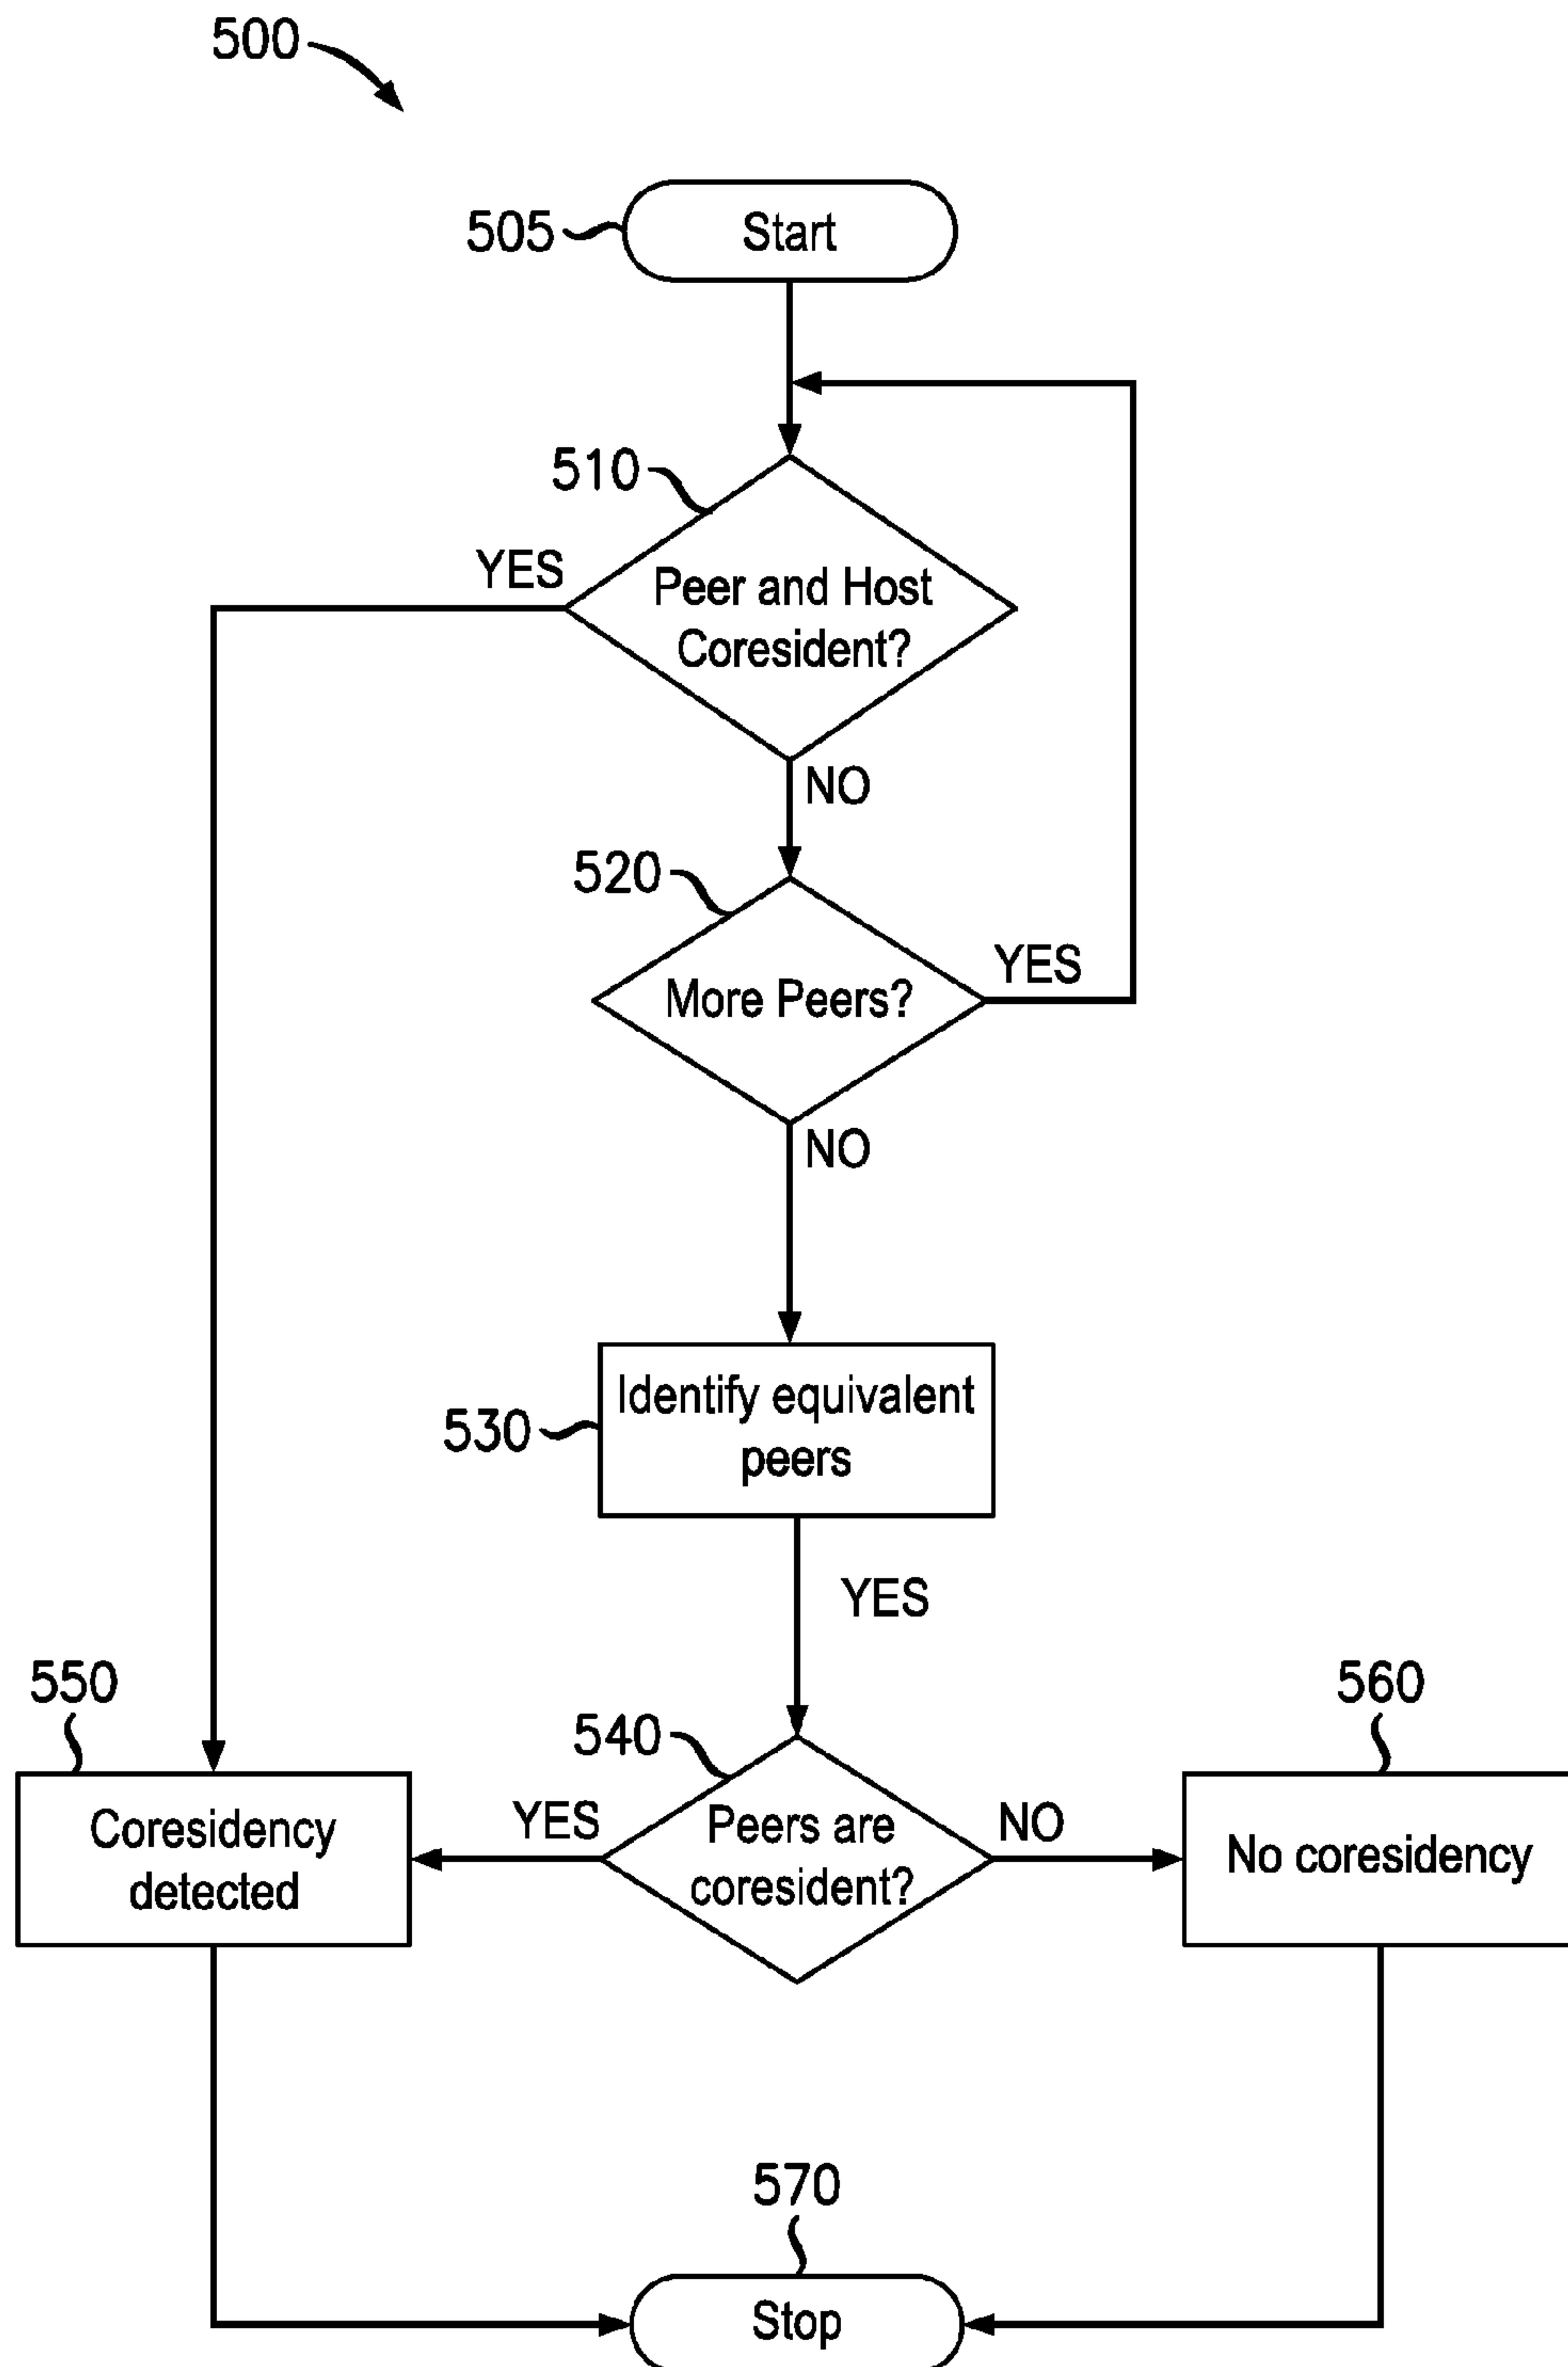 500
505
Start
510
YES
Peer and Host
Coresident?
NO
520
YES
More Peers?
NO
530
Identify equivalent
peers
YES
550
540
560
Coresidency
detected
YES
Peers are
coresident?
NO
No coresidency
570
Stop